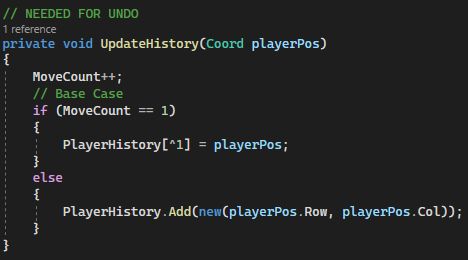 // NEEDED FOR UNDO
1 reference
private void UpdateHistory(Coord playerPos)
{
    MoveCount++;
    // Base Case
    if (MoveCount == 1)
    {
        PlayerHistory[^1] = playerPos;
    }
    else
    {
        PlayerHistory.Add(new(playerPos.Row, playerPos.Col));
    }
}